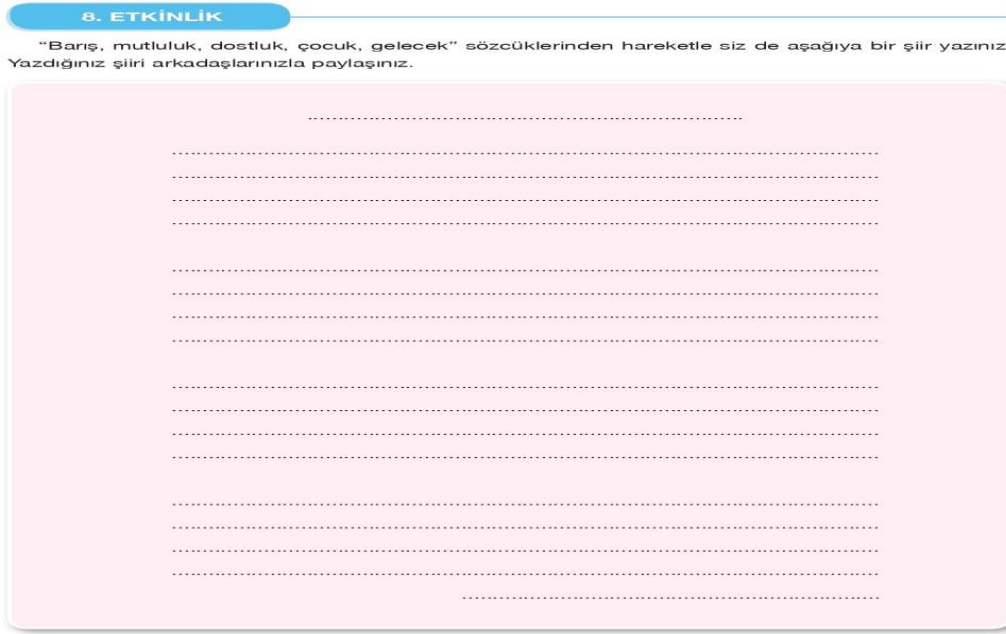 8. ETKİNLİK
“Barış, mutluluk, dostluk, çocuk, gelecek” sözcüklerinden hareketle siz de aşağıya bir şiir yazınız
Yazdığınız şiiri arkadaşlarınızla paylaşınız.